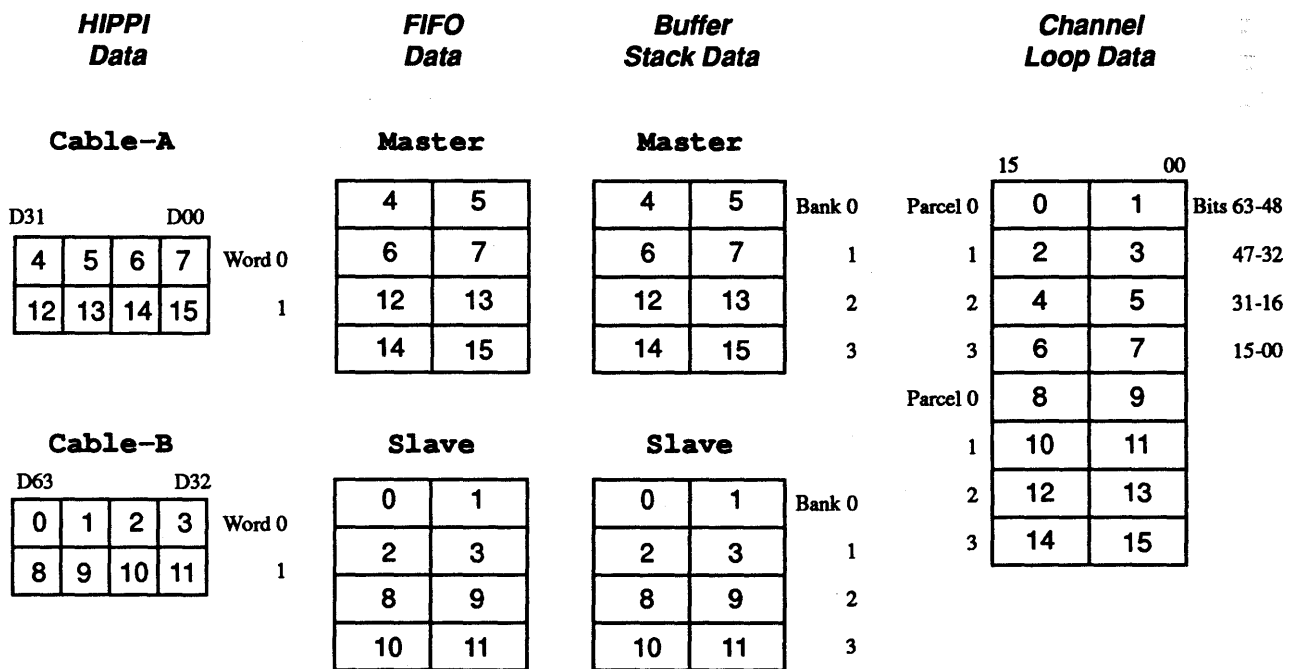 HIPPI
Data
FIFO
Data
Buffer
Stack Data
Channel
Loop Data
Cable-A
D31 D00
4 5 6 7 Word 0
12 13 14 15 1
Cable-B
D63 D32
0 1 2 3 Word 0
8 9 10 11 1
Master
4 5
6 7
12 13
14 15
Slave
0 1
2 3
8 9
10 11
Master
4 5 Bank 0
6 7 1
12 13 2
14 15 3
Slave
0 1 Bank 0
2 3 1
8 9 2
10 11 3
15 00
Parcel 0 0 1 Bits 63-48
1 2 3 47-32
2 4 5 31-16
3 6 7 15-00
Parcel 0 8 9
1 10 11
2 12 13
3 14 15